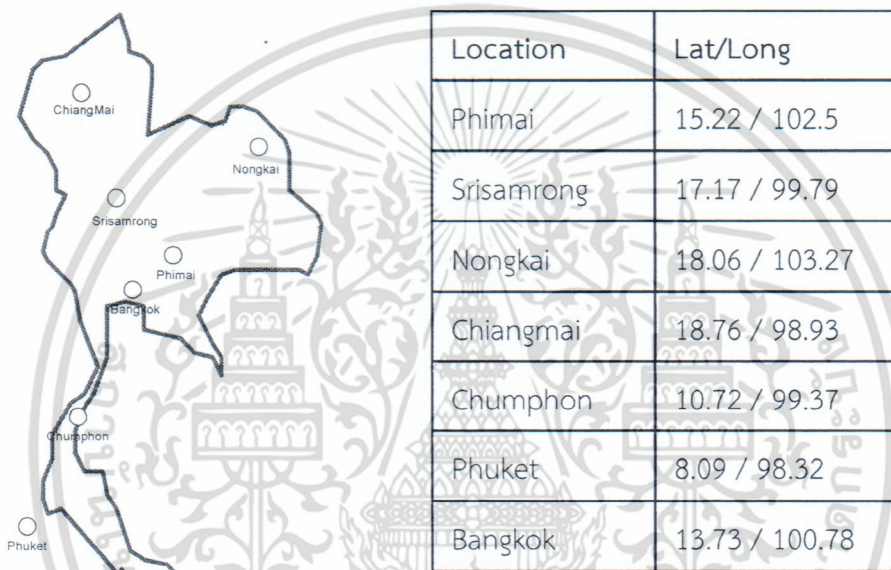 ChiangMai
Nongkai
Srisamrong
Phimai
Bangkok
Chumphon
Phuket
Location Lat/Long
Phimai 15.22 / 102.5
Srisamrong 17.17 / 99.79
Nongkai 18.06 / 103.27
Chiangmai 18.76 / 98.93
Chumphon 10.72 / 99.37
Phuket 8.09 / 98.32
Bangkok 13.73 / 100.78